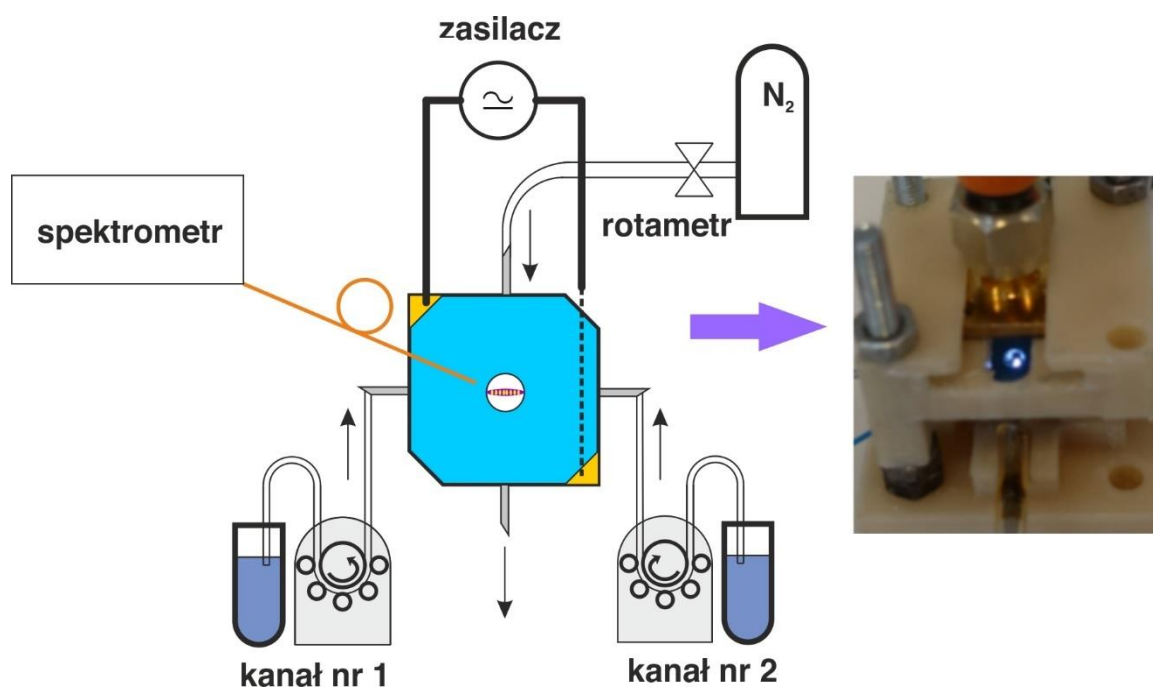 zasilacz
N₂
spektrometr
rotametr
kanał nr 1
kanał nr 2